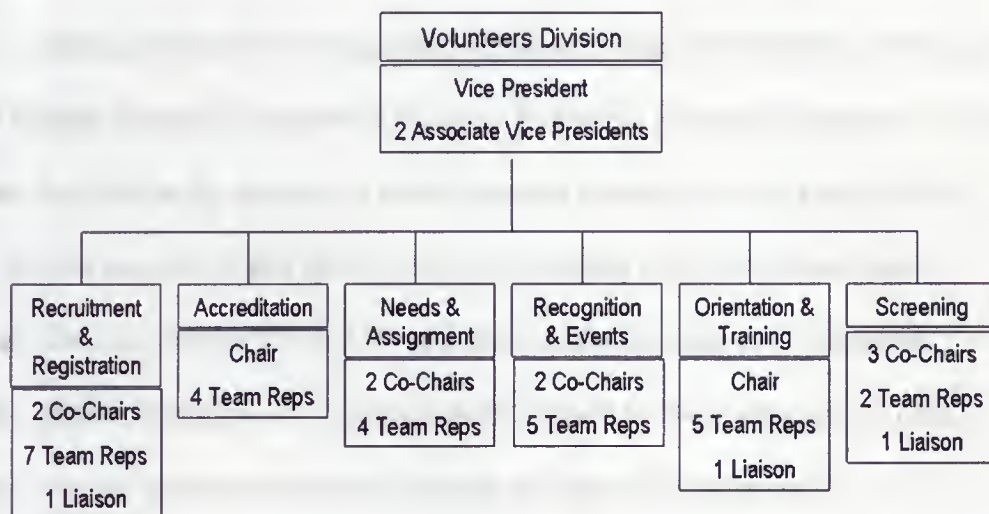 Volunteers Division
Vice President
2 Associate Vice Presidents
Recruitment
&
Registration
2 Co-Chairs
7 Team Reps
1 Liaison
Accreditation
Chair
4 Team Reps
Needs &
Assignment
2 Co-Chairs
4 Team Reps
Recognition
& Events
2 Co-Chairs
5 Team Reps
Orientation &
Training
Chair
5 Team Reps
1 Liaison
Screening
3 Co-Chairs
2 Team Reps
1 Liaison